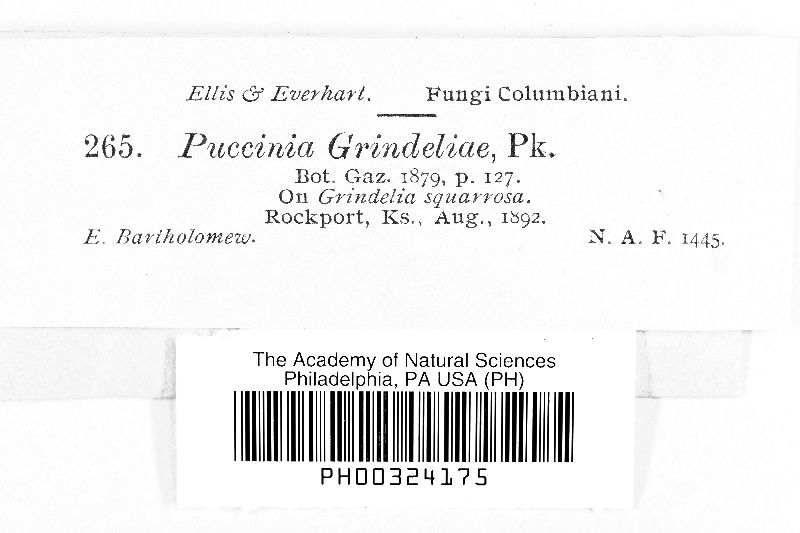 Ellis & Everhart. Fungi Columbiani.
265. Puccinia Grindeliae, Pk.
Bot. Gaz. 1879, p. 127.
On Grindelia squarrosa.
Rockport, Ks., Aug., 1892.
E. Bartholomew. N. A. F. 1445.
The Academy of Natural Sciences
Philadelphia, PA USA (PH)
PH00324175